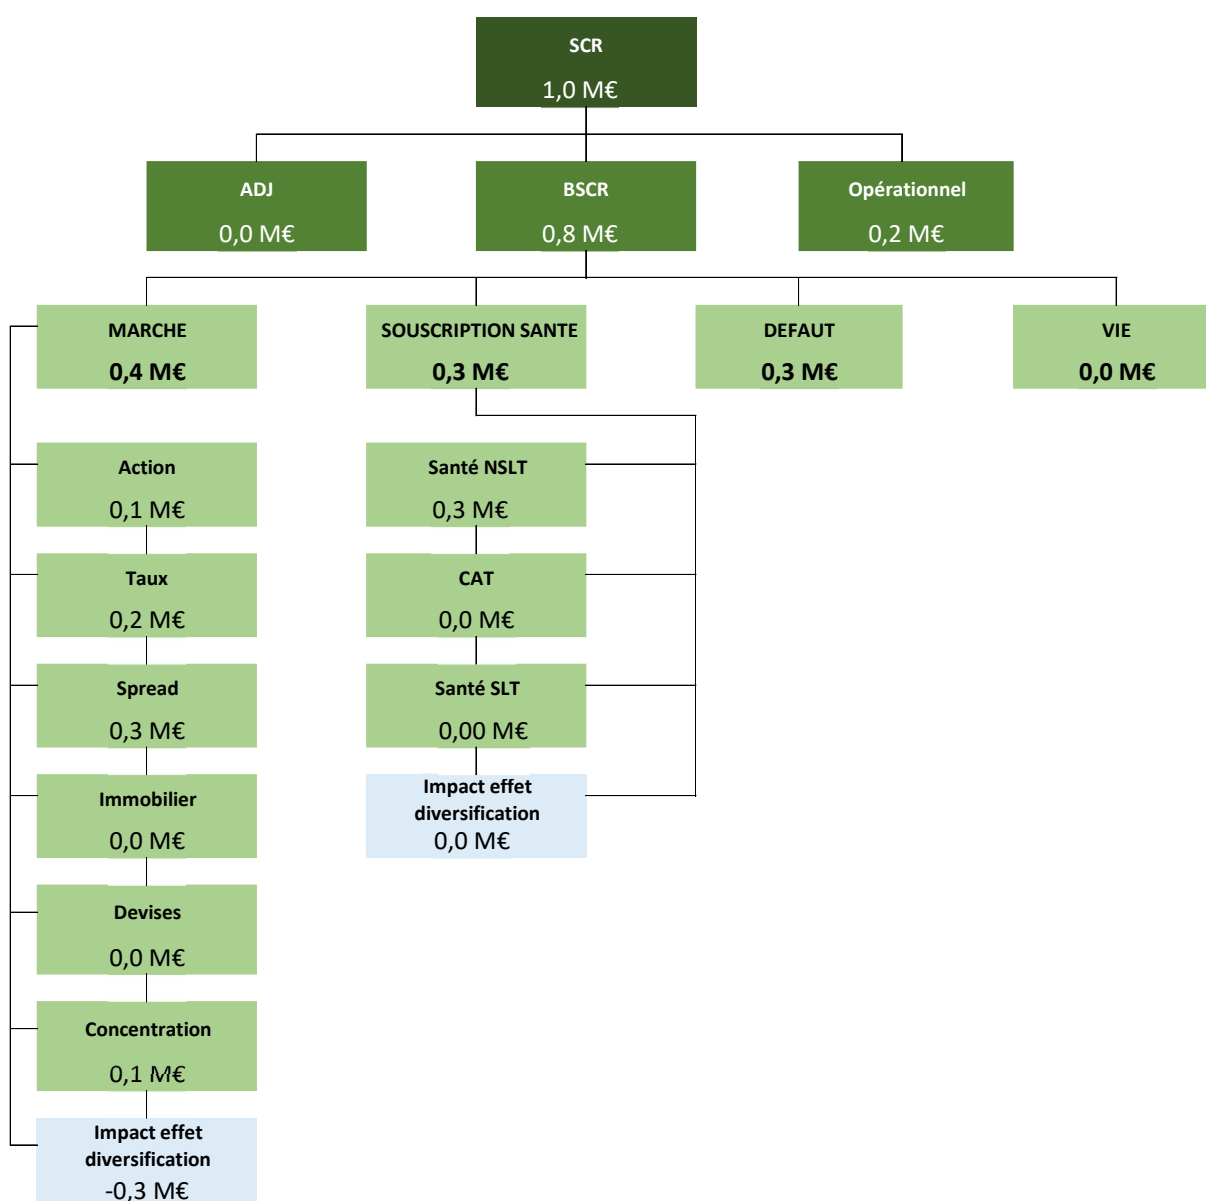 SCR
1,0 M€
ADJ
0,0 M€
BSCR
0,8 M€
Opérationnel
0,2 M€
MARCHE
0,4 M€
SOUSCRIPTION SANTE
0,3 M€
DEFAUT
0,3 M€
VIE
0,0 M€
Action
0,1 M€
Taux
0,2 M€
Spread
0,3 M€
Immobilier
0,0 M€
Devises
0,0 M€
Concentration
0,1 M€
Impact effet
diversification
-0,3 M€
Santé NSLT
0,3 M€
CAT
0,0 M€
Santé SLT
0,00 M€
Impact effet
diversification
0,0 M€